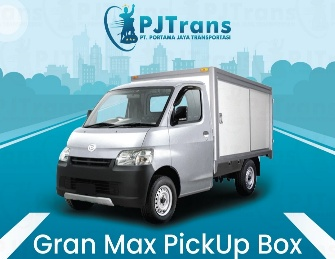 PJTrans
PT. PORTAMA JAYA TRANSPORTASI
Gran Max PickUp Box